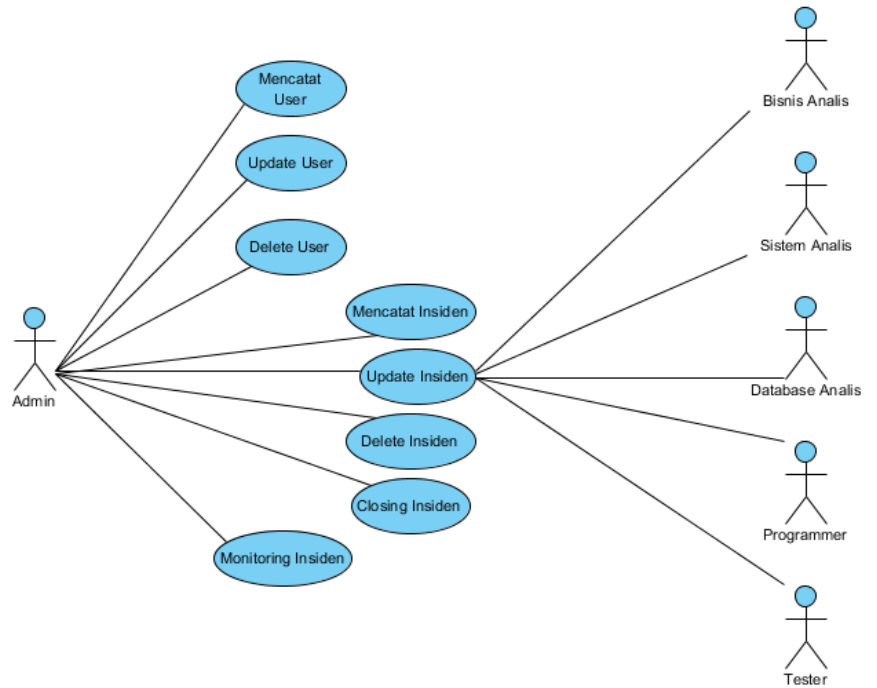 Mencatat
User
Update User
Delete User
Mencatat Insiden
Update Insiden
Delete Insiden
Closing Insiden
Monitoring Insiden
Admin
Bisnis Analis
Sistem Analis
Database Analis
Programmer
Tester